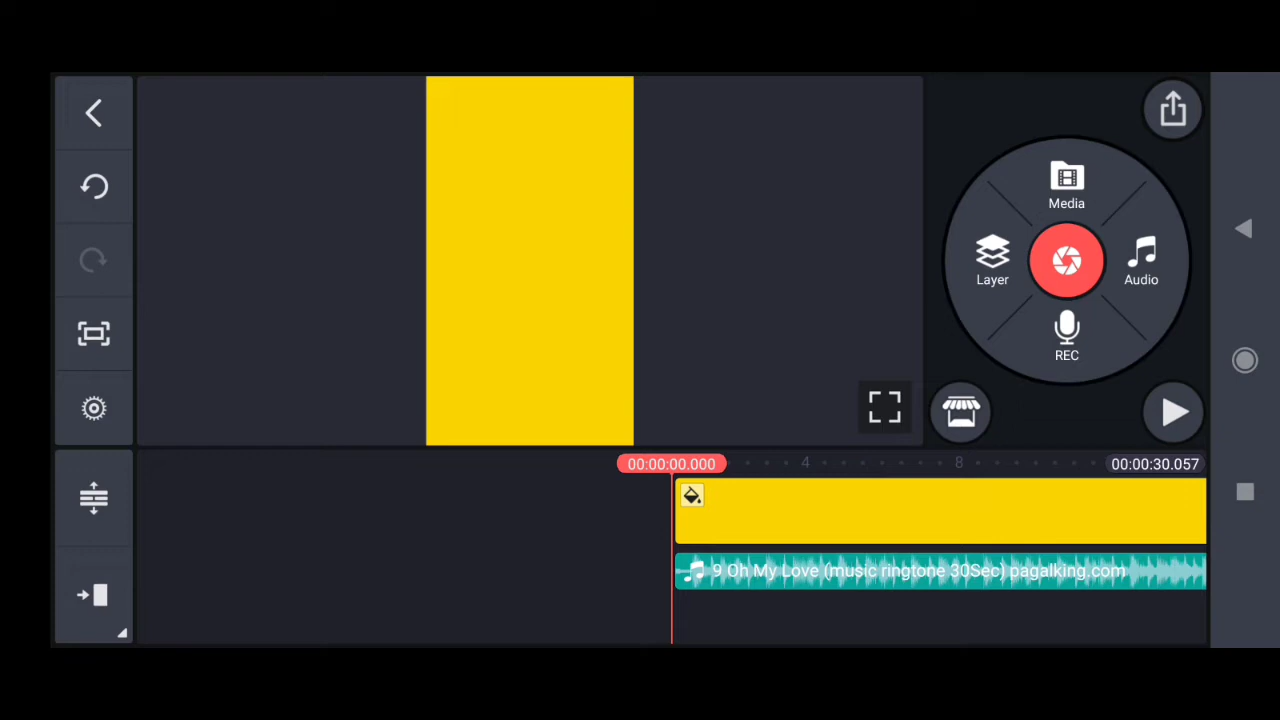 Media
Layer
Audio
REC
00:00:00.000
4
8
00:00:30.057
9 Oh My Love (music ringtone 30Sec) pagalking.com